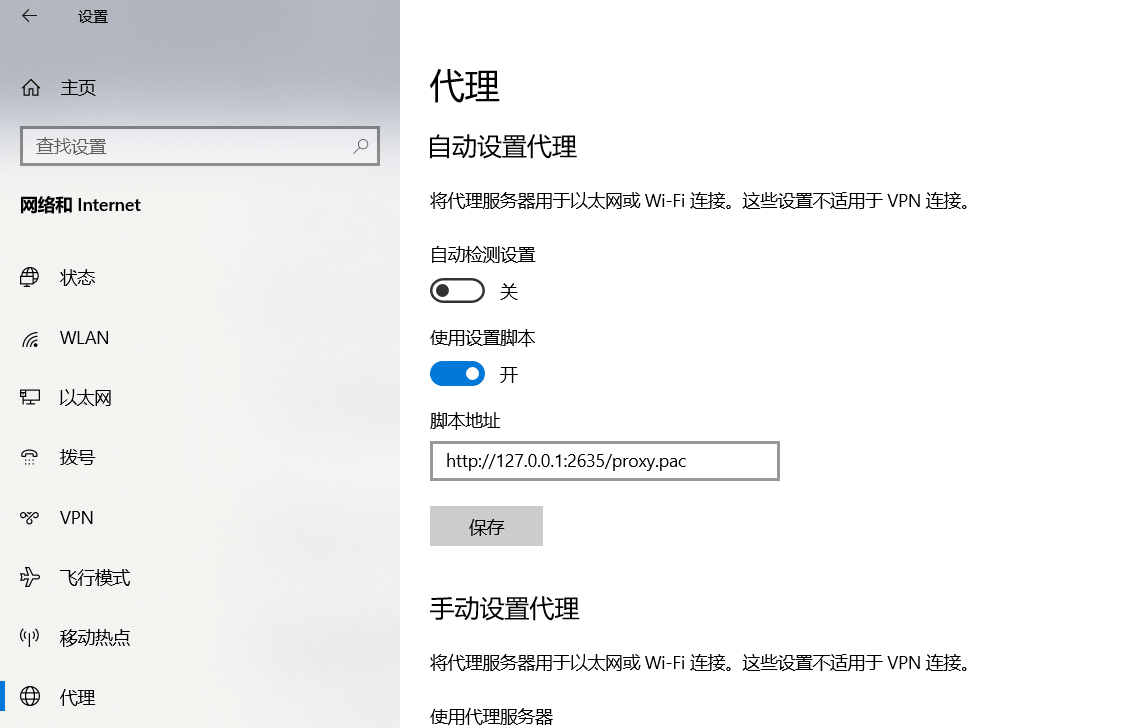 设置
主页
查找设置
网络和 Internet
状态
WLAN
以太网
拨号
VPN
飞行模式
移动热点
代理
代理
自动设置代理
将代理服务器用于以太网或 Wi-Fi 连接。这些设置不适用于 VPN 连接。
自动检测设置
关
使用设置脚本
开
脚本地址
http://127.0.0.1:2635/proxy.pac
保存
手动设置代理
将代理服务器用于以太网或 Wi-Fi 连接。这些设置不适用于 VPN 连接。
使用代理服务器